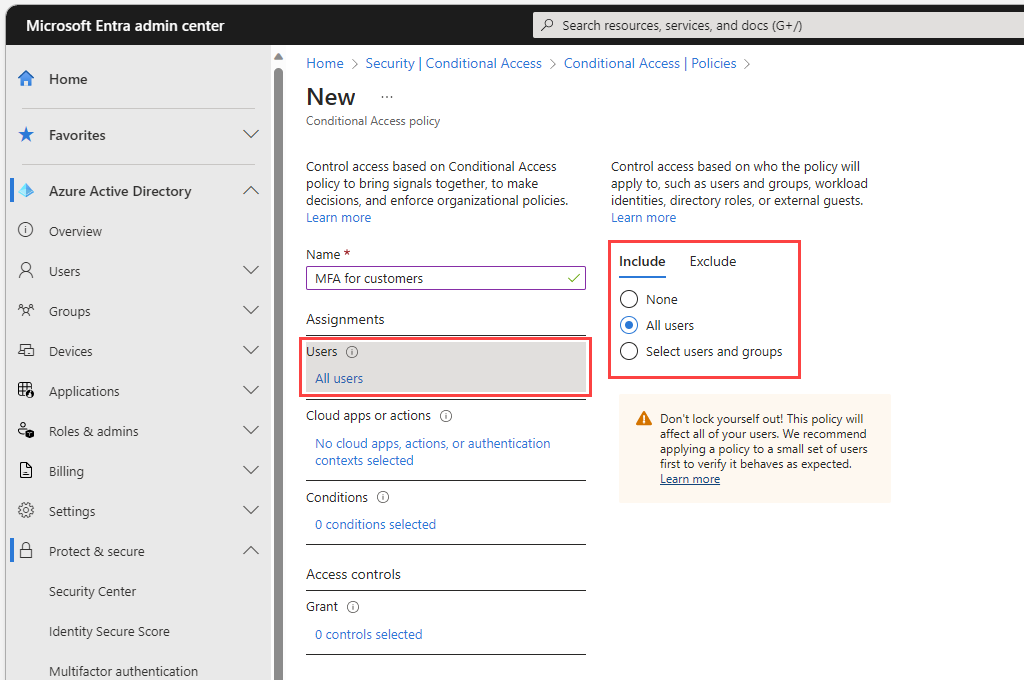 Microsoft Entra admin center
Search resources, services, and docs (G+/)
Home
Favorites
Azure Active Directory
Overview
Users
Groups
Devices
Applications
Roles & admins
Billing
Settings
Protect & secure
Security Center
Identity Secure Score
Multifactor authentication
Home > Security | Conditional Access > Conditional Access | Policies >
New ...
Conditional Access policy
Control access based on Conditional Access
policy to bring signals together, to make
decisions, and enforce organizational policies.
Learn more
Name *
MFA for customers
Assignments
Users
All users
Cloud apps or actions
No cloud apps, actions, or authentication
contexts selected
Conditions
0 conditions selected
Access controls
Grant
0 controls selected
Control access based on who the policy will
apply to, such as users and groups, workload
identities, directory roles, or external guests.
Learn more
Include Exclude
None
All users
Select users and groups
Don't lock yourself out! This policy will
affect all of your users. We recommend
applying a policy to a small set of users
first to verify it behaves as expected.
Learn more